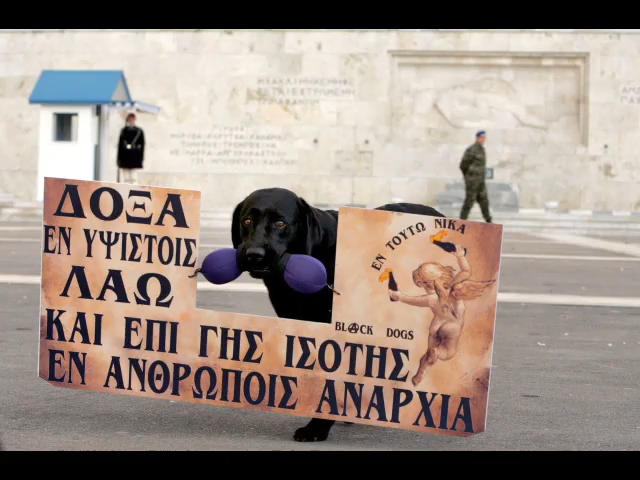 ΔΟΞΑ
ΕΝ ΥΨΙΣΤΟΙΣ
ΛΑΩ
ΚΑΙ ΕΠΙ ΓΗΣ ΙΣΟΤΗΣ
ΕΝ ΑΝΘΡΩΠΟΙΣ ΑΝΑΡΧΙΑ
ΕΝ ΤΟΥΤΩ ΝΙΚΑ
BLACK DOGS